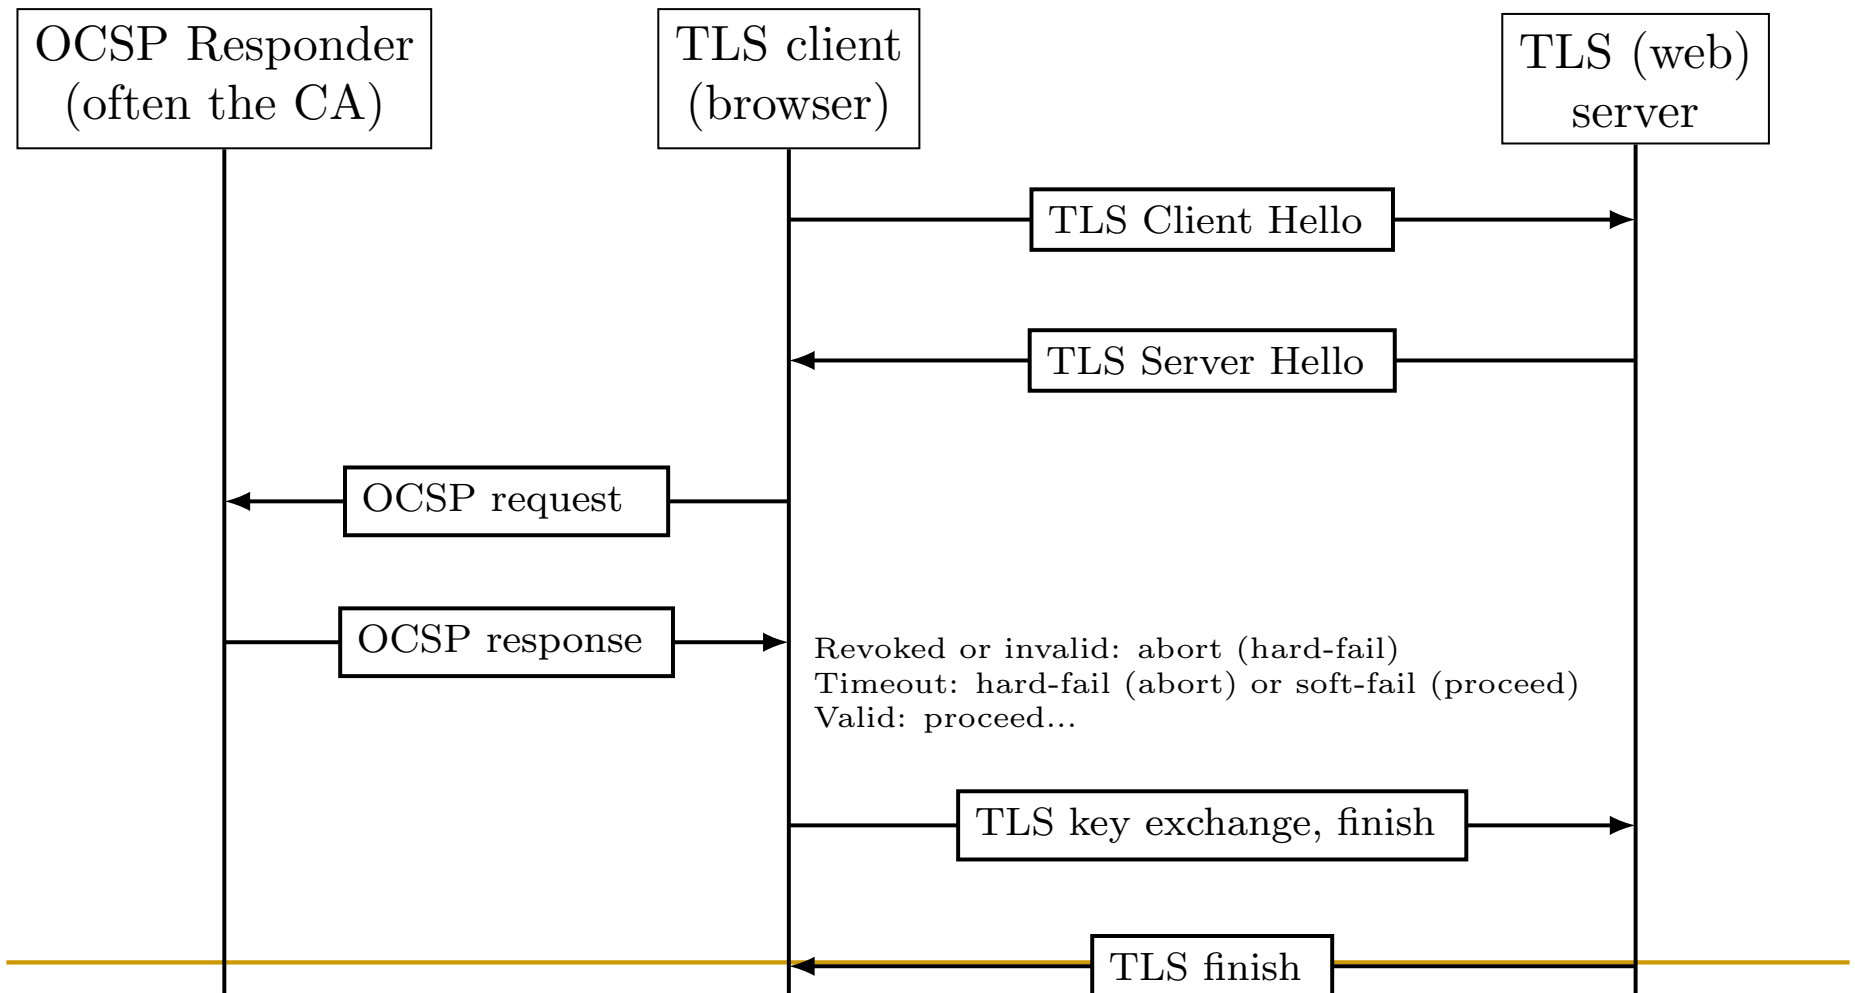 OCSP Responder
(often the CA)
TLS client
(browser)
TLS (web)
server
TLS Client Hello
TLS Server Hello
OCSP request
OCSP response
Revoked or invalid: abort (hard-fail)
Timeout: hard-fail (abort) or soft-fail (proceed)
Valid: proceed...
TLS key exchange, finish
TLS finish